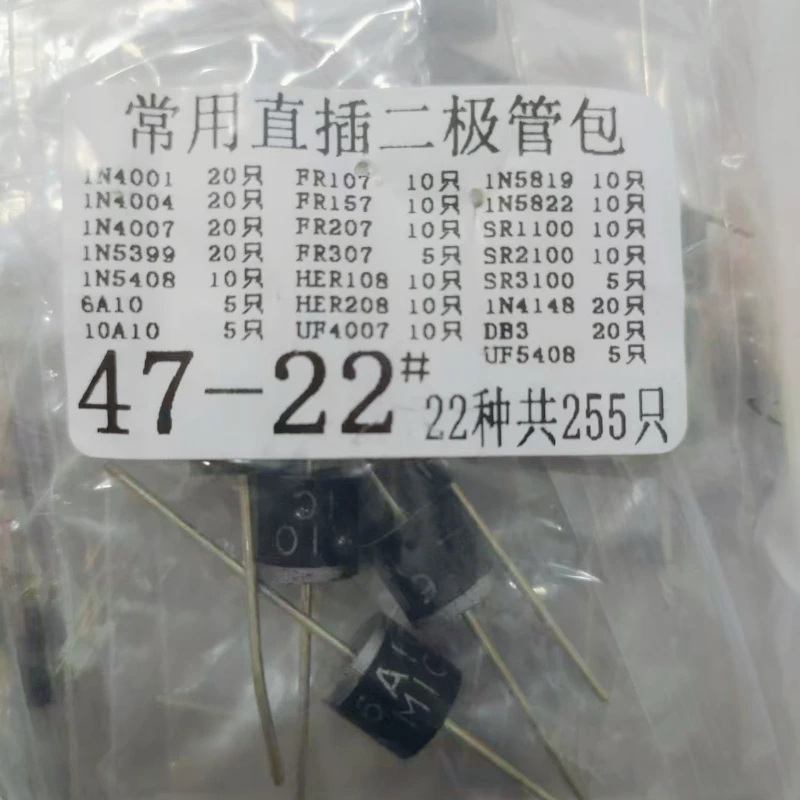 常用直插二极管包
1N4001 20只 FR107 10只 1N5819 10只
1N4004 20只 FR157 10只 1N5822 10只
1N4007 20只 FR207 10只 SR1100 10只
1N5399 20只 FR307 5只 SR2100 10只
1N5408 10只 HER108 10只 SR3100 5只
6A10 5只 HER208 10只 1N4148 20只
10A10 5只 UF4007 10只 DB3 20只
UF5408 5只
47-22# 22种共255只
6A1
MIC